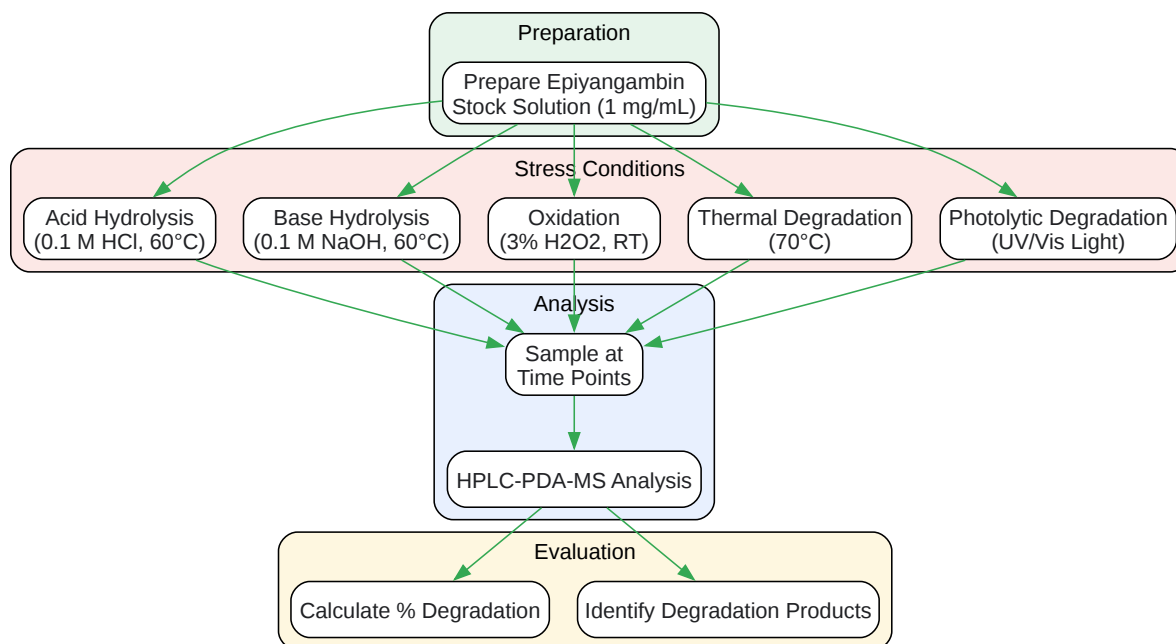 Preparation
Prepare Epiyangambin
Stock Solution (1 mg/mL)
Stress Conditions
Acid Hydrolysis
(0.1 M HCl, 60°C)
Base Hydrolysis
(0.1 M NaOH, 60°C)
Oxidation
(3% H2O2, RT)
Thermal Degradation
(70°C)
Photolytic Degradation
(UV/Vis Light)
Analysis
Sample at
Time Points
HPLC-PDA-MS Analysis
Evaluation
Calculate % Degradation
Identify Degradation Products